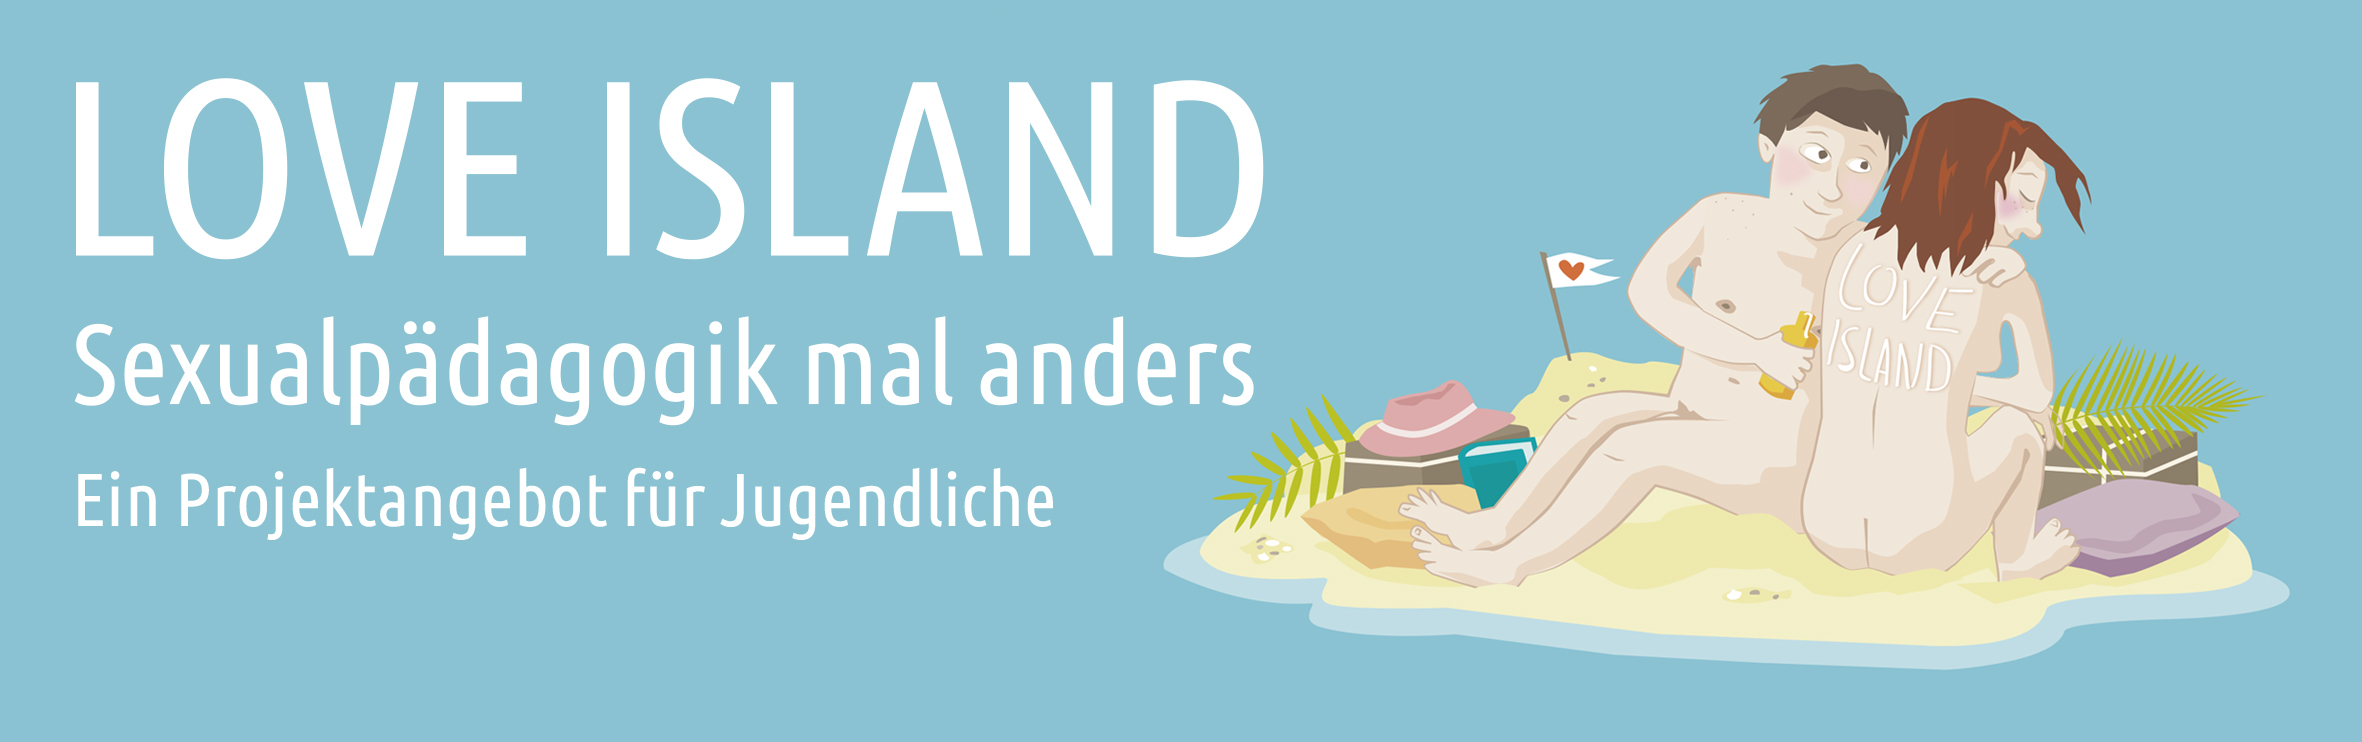 LOVE ISLAND
Sexualpädagogik mal anders
Ein Projektangebot für Jugendliche
LOVE
ISLAND